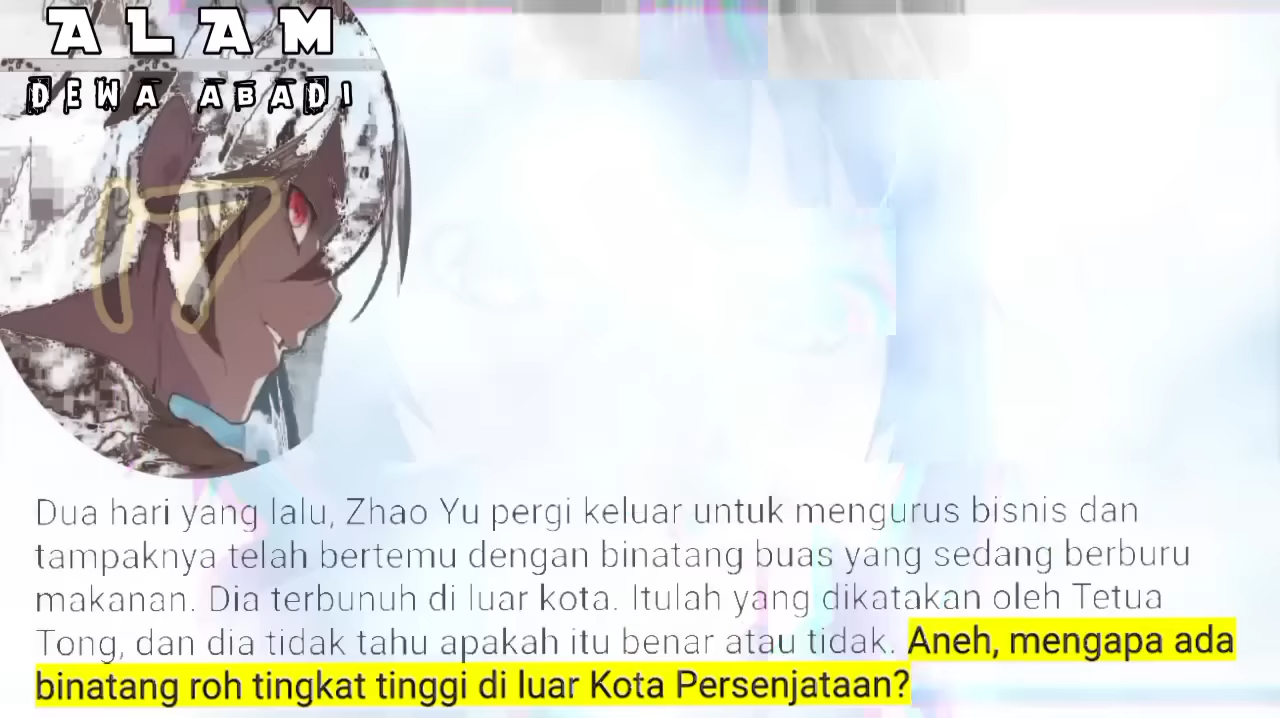 ALAM
DEWA ABADI
17
Dua hari yang lalu, Zhao Yu pergi keluar untuk mengurus bisnis dan
tampaknya telah bertemu dengan binatang buas yang sedang berburu
makanan. Dia terbunuh di luar kota. Itulah yang dikatakan oleh Tetua
Tong, dan dia tidak tahu apakah itu benar atau tidak. Aneh, mengapa ada
binatang roh tingkat tinggi di luar Kota Persenjataan?